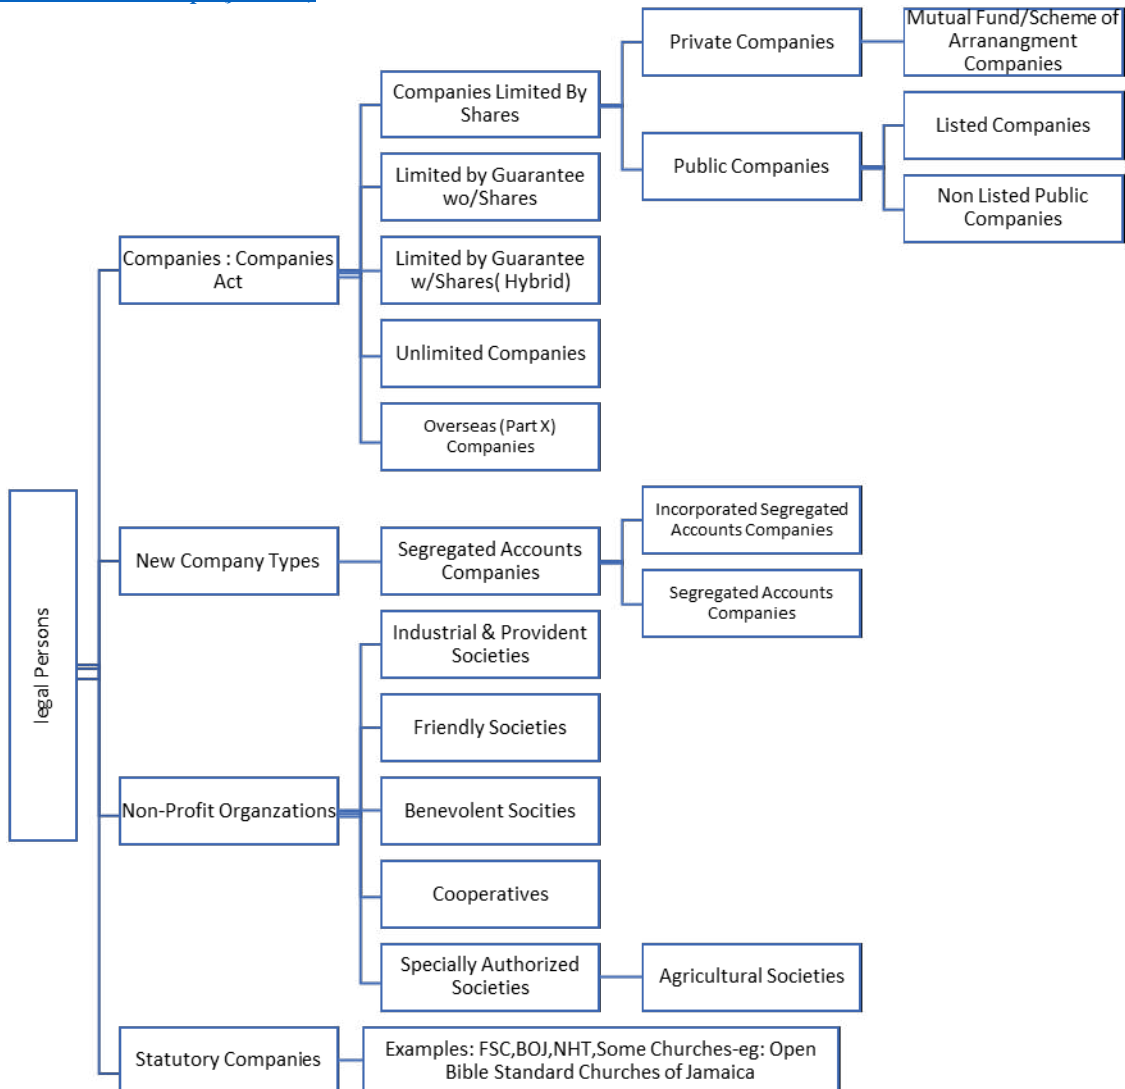 Private Companies
Mutual Fund/Scheme of
Arranangment
Companies
Companies Limited By
Shares
Public Companies
Listed Companies
Non Listed Public
Companies
Limited by Guarantee
wo/Shares
Companies : Companies
Act
Limited by Guarantee
w/Shares( Hybrid)
Unlimited Companies
Overseas (Part X)
Companies
legal Persons
New Company Types
Segregated Accounts
Companies
Incorporated Segregated
Accounts Companies
Segregated Accounts
Companies
Industrial & Provident
Societies
Friendly Societies
Non-Profit Organzations
Benevolent Socities
Cooperatives
Specially Authorized
Societies
Agricultural Societies
Statutory Companies
Examples: FSC,BOJ,NHT,Some Churches-eg: Open
Bible Standard Churches of Jamaica